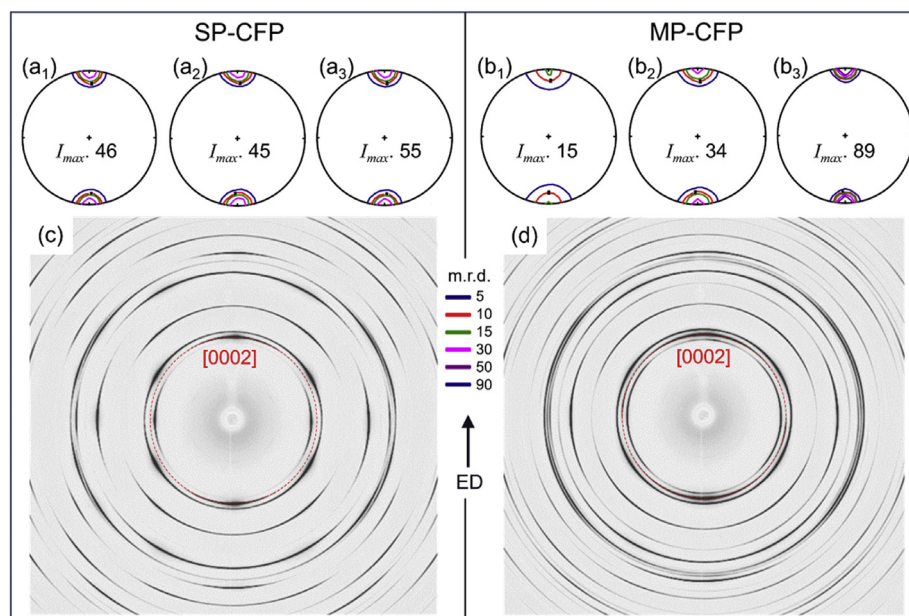 SP-CFP
MP-CFP
(a1)
(a2)
(a3)
(b1)
(b2)
(b3)
Imax. 46
Imax. 45
Imax. 55
Imax. 15
Imax. 34
Imax. 89
(c)
(d)
m.r.d.
5
10
15
30
50
90
[0002]
[0002]
ED